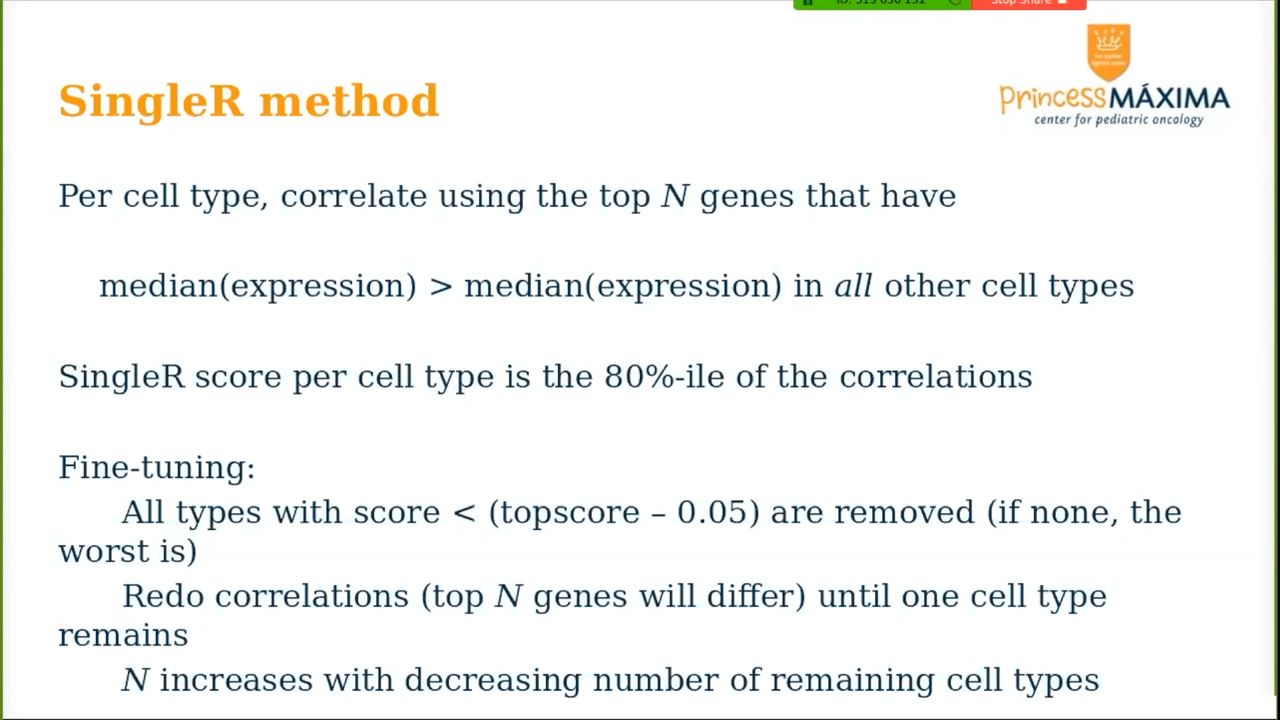 Stop Share
SingleR method
PrincessMÁXIMA
center for pediatric oncology
Per cell type, correlate using the top N genes that have
median(expression) > median(expression) in all other cell types
SingleR score per cell type is the 80%-ile of the correlations
Fine-tuning:
All types with score < (topscore – 0.05) are removed (if none, the
worst is)
Redo correlations (top N genes will differ) until one cell type
remains
N increases with decreasing number of remaining cell types